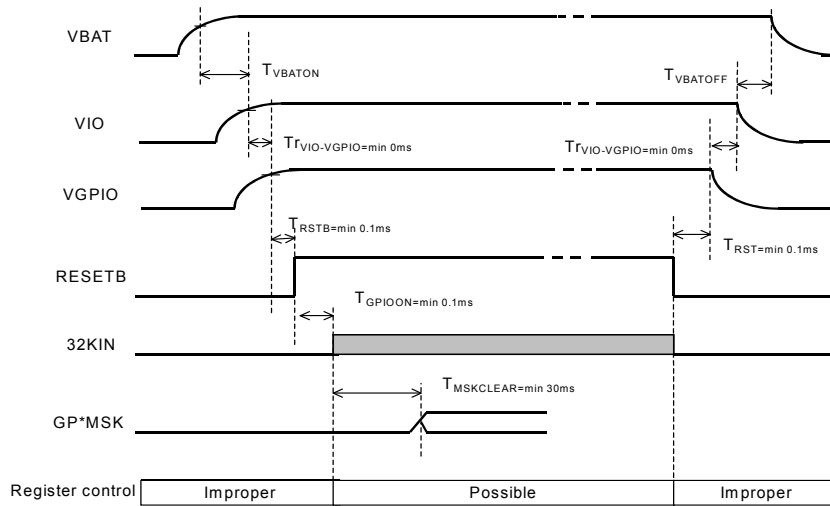 VBAT
TVBATON
TVBATOFF
VIO
TrVIO-VGPIO=min 0ms
TrVIO-VGPIO=min 0ms
VGPIO
TRSTB=min 0.1ms
TRST=min 0.1ms
RESETB
TGPIOON=min 0.1ms
32KIN
TMSKCLEAR=min 30ms
GP*MSK
Register control Improper Possible Improper